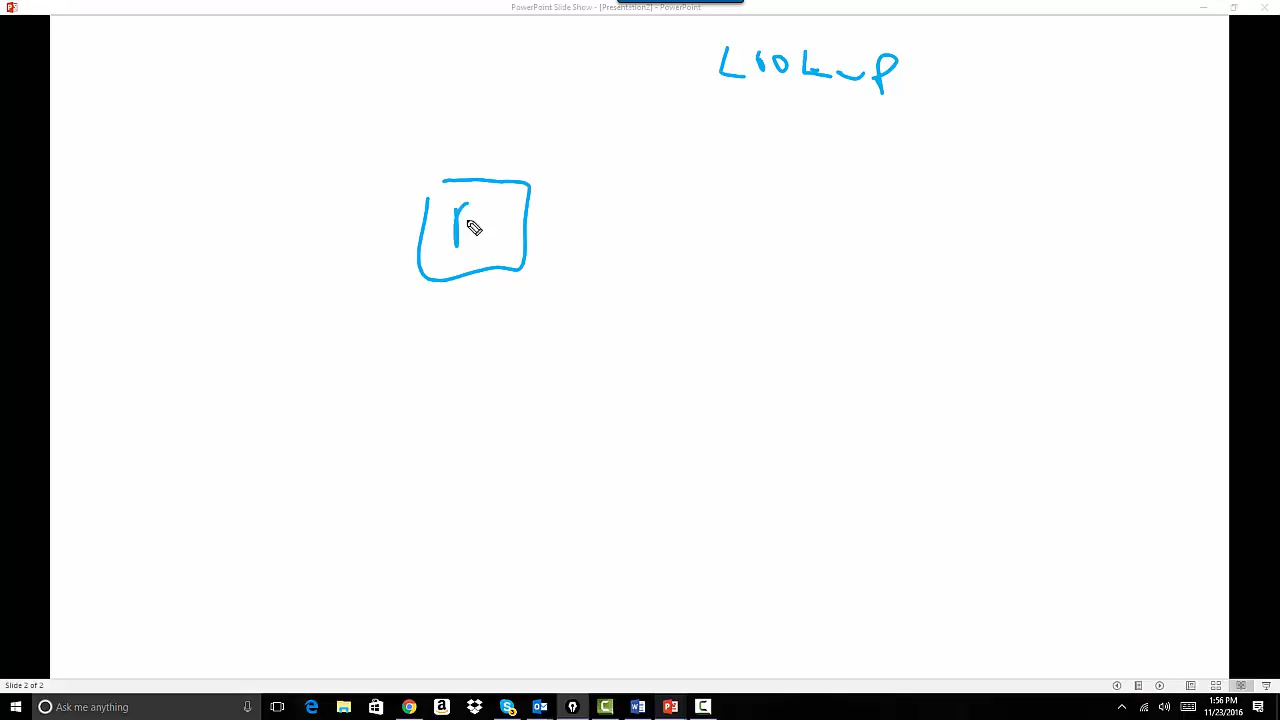 PowerPoint Slide Show - [Presentation2] - PowerPoint
Lookup
r
Slide 2 of 2
Ask me anything
1:56 PM
11/23/2016